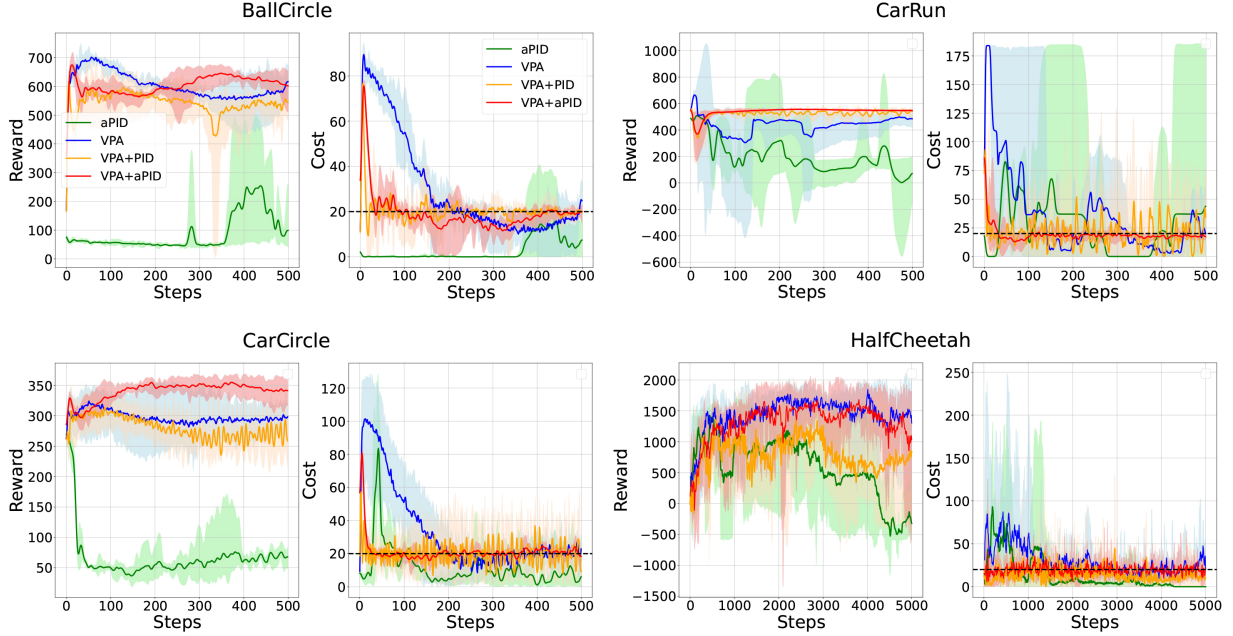 BallCircle
CarRun
700
600
500
400
300
200
100
0
Reward
aPID
VPA
VPA+PID
VPA+aPID
0 100 200 300 400 500
Steps
80
60
40
20
0
Cost
aPID
VPA
VPA+PID
VPA+aPID
0 100 200 300 400 500
Steps
1000
800
600
400
200
0
−200
−400
−600
Reward
0 100 200 300 400 500
Steps
175
150
125
100
75
50
25
0
Cost
0 100 200 300 400 500
Steps
CarCircle
HalfCheetah
350
300
250
200
150
100
50
Reward
0 100 200 300 400 500
Steps
120
100
80
60
40
20
0
Cost
0 100 200 300 400 500
Steps
2000
1500
1000
500
0
−500
−1000
−1500
Reward
0 1000 2000 3000 4000 5000
Steps
250
200
150
100
50
0
Cost
0 1000 2000 3000 4000 5000
Steps